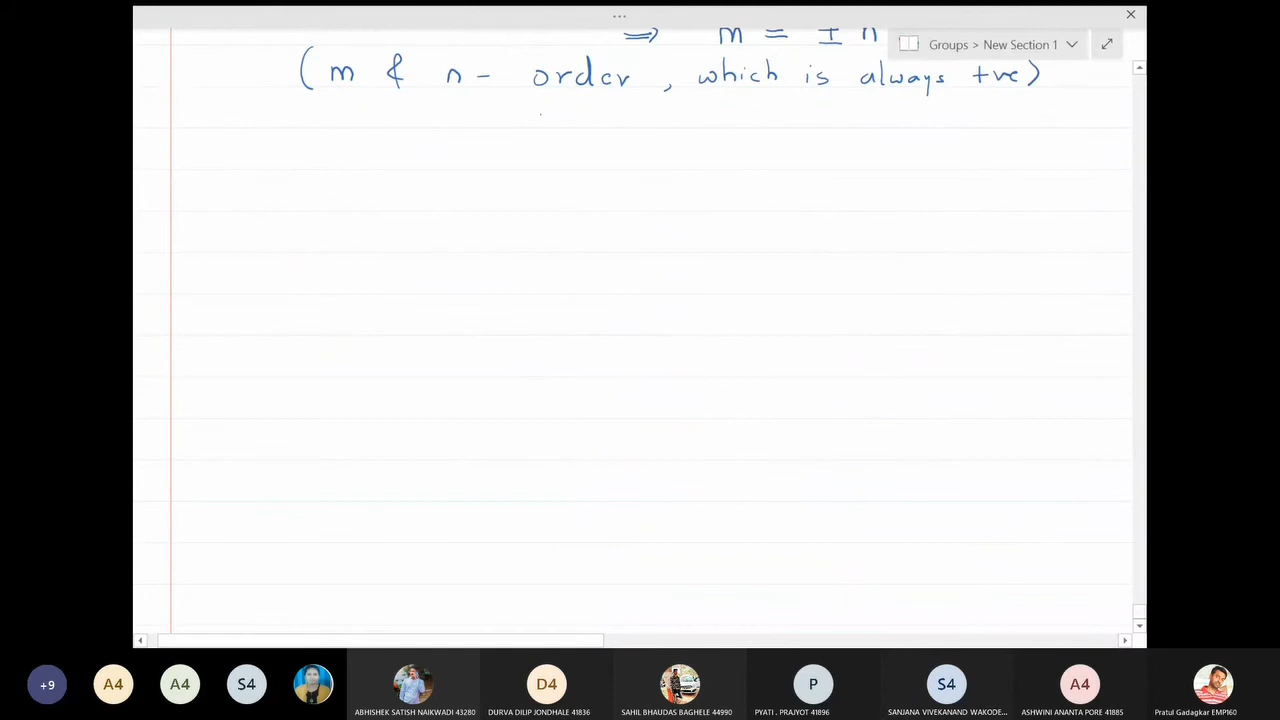 ⇒ m = ± n
Groups > New Section 1
(m & n - order, which is always +ve)
+9
A4
A4
S4
D4
P
S4
A4
ABHISHEK SATISH NAIKWADI 43280
DURVA DILIP JONDHALE 41836
SAHIL BHAUDAS BAGHELE 44990
PYATI . PRAJYOT 41896
SANJANA VIVEKANAND WAKODE...
ASHWINI ANANTA PORE 41885
Pratul Gadagkar EMP160